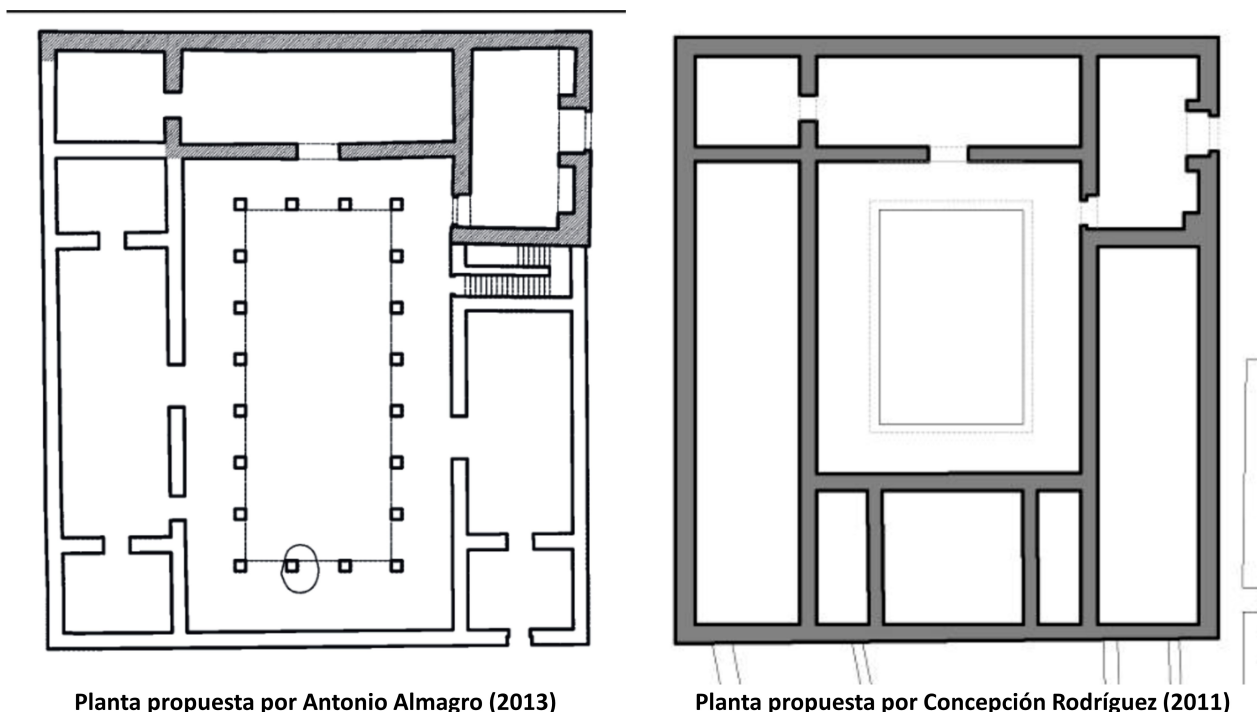 Planta propuesta por Antonio Almagro (2013)
Planta propuesta por Concepción Rodríguez (2011)